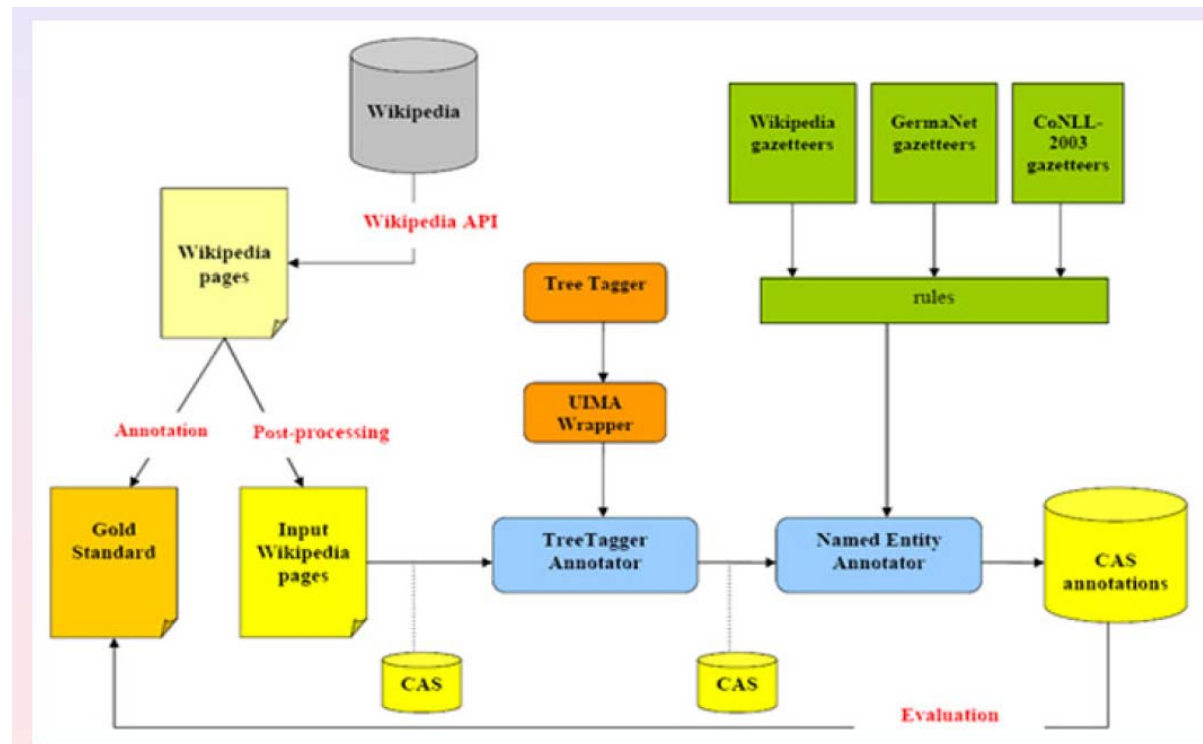 Wikipedia
Wikipedia API
Wikipedia
pages
Annotation
Post-processing
Gold
Standard
Input
Wikipedia
pages
Tree Tagger
UIMA
Wrapper
TreeTagger
Annotator
CAS
CAS
Wikipedia
gazetteers
GermaNet
gazetteers
CoNLL-
2003
gazetteers
rules
Named Entity
Annotator
CAS
annotations
Evaluation